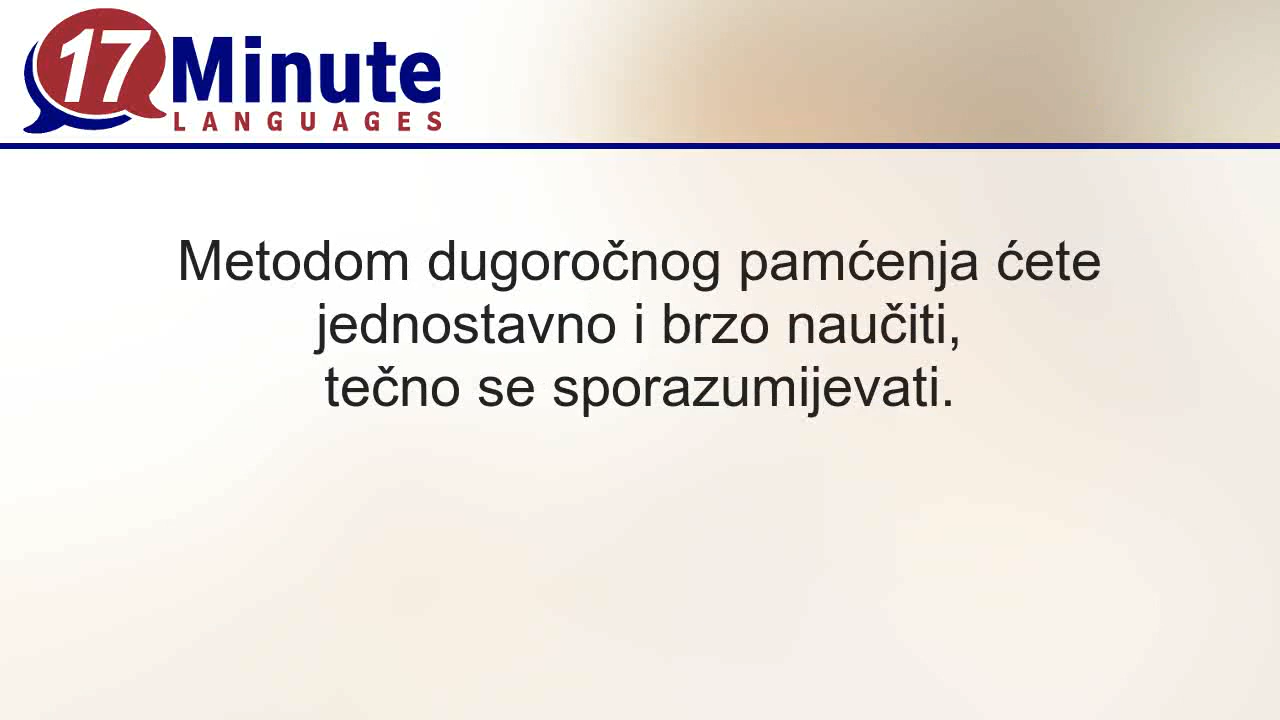 17 Minute
LANGUAGES
Metodom dugoročnog pamćenja ćete
jednostavno i brzo naučiti,
tečno se sporazumijevati.